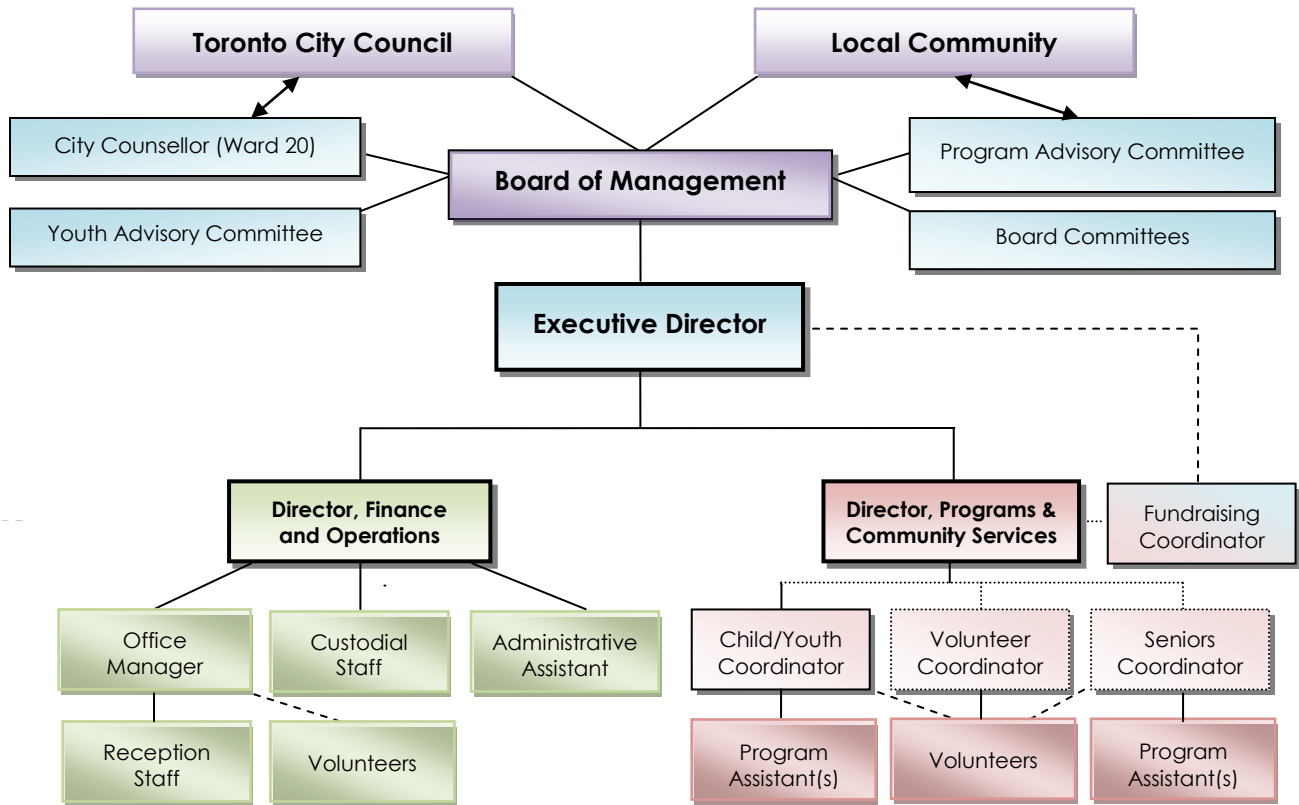 Toronto City Council
Local Community
City Counsellor (Ward 20)
Program Advisory Committee
Board of Management
Youth Advisory Committee
Board Committees
Executive Director
Director, Finance
and Operations
Director, Programs &
Community Services
Fundraising
Coordinator
Office
Manager
Custodial
Staff
Administrative
Assistant
Child/Youth
Coordinator
Volunteer
Coordinator
Seniors
Coordinator
Reception
Staff
Volunteers
Program
Assistant(s)
Volunteers
Program
Assistant(s)